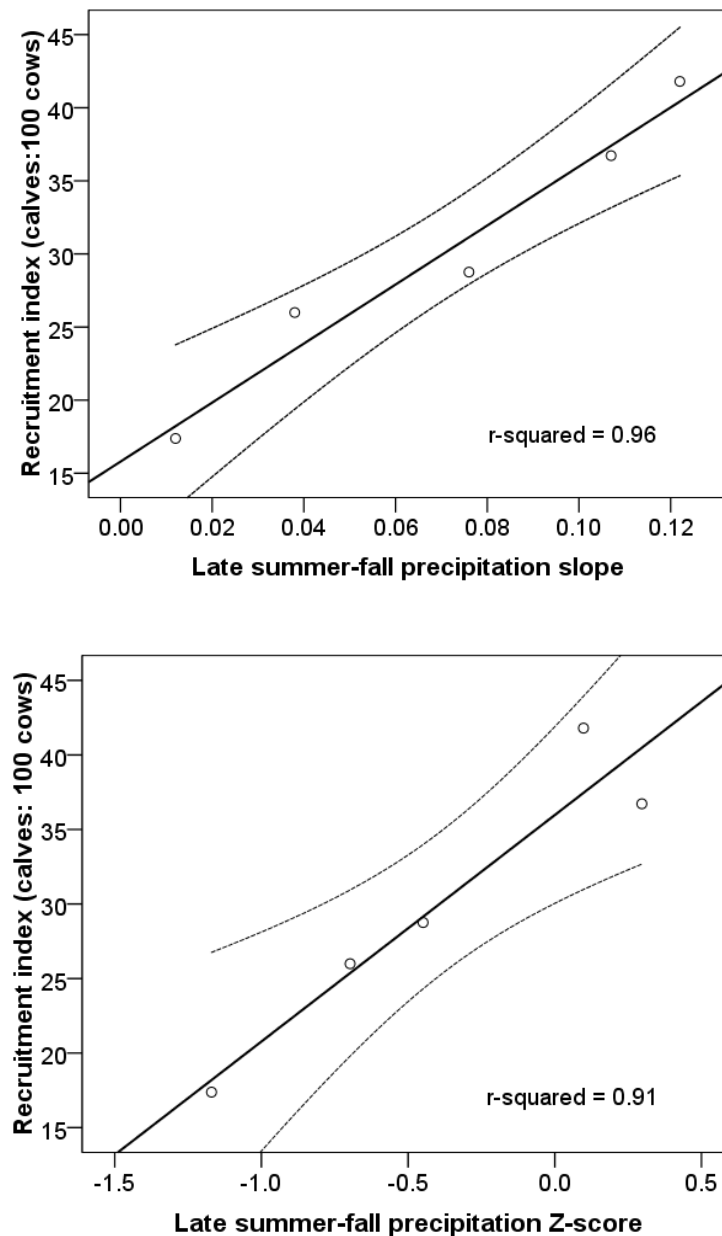 Recruitment index (calves:100 cows)
45
40
35
30
25
20
15
r-squared = 0.96
0.00 0.02 0.04 0.06 0.08 0.10 0.12
Late summer-fall precipitation slope
Recruitment index (calves: 100 cows)
45
40
35
30
25
20
15
r-squared = 0.91
-1.5 -1.0 -0.5 0.0 0.5
Late summer-fall precipitation Z-score